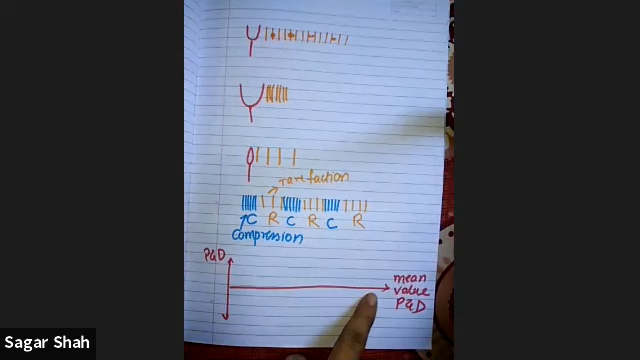 rarefaction
C R C R C R
compression
P&D
mean
value
P&D
Sagar Shah